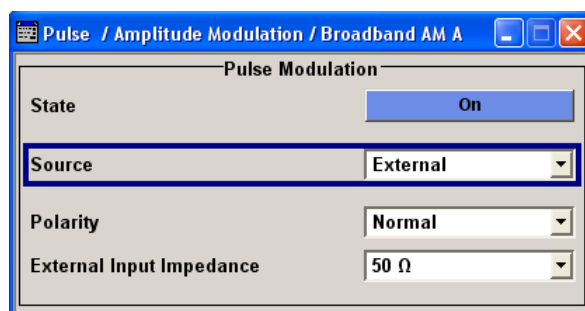 Pulse / Amplitude Modulation / Broadband AM A
Pulse Modulation
State On
Source External
Polarity Normal
External Input Impedance 50 Ω